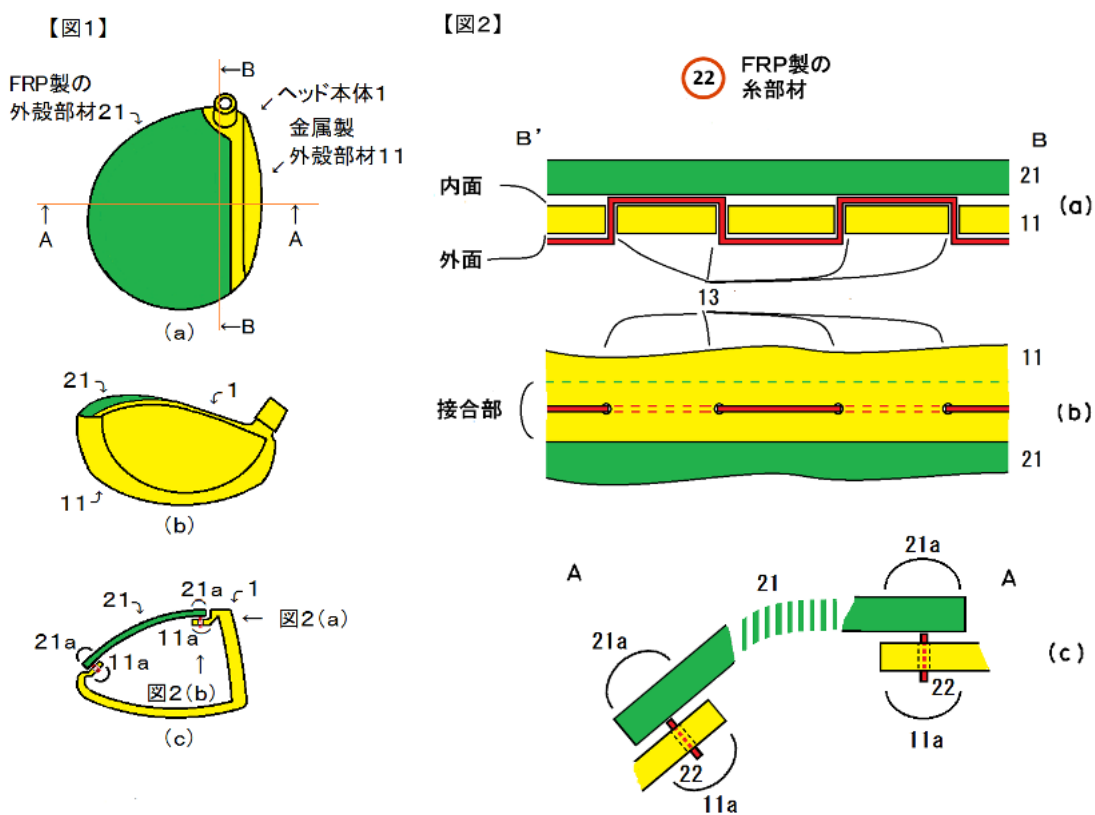 【図1】
←B
FRP製の
外殻部材21
ヘッド本体1
金属製
外殻部材11
↑
A
↑
A
←B
(a)
21
1
11
(b)
21
21a
1
← 図2(a)
21a
11a
11a
↑
図2(b)
(c)
【図2】
22
FRP製の
糸部材
B'
B
内面
外面
21
11
(a)
13
11
接合部
(b)
21
A
21
21a
A
21a
(c)
22
11a
22
11a